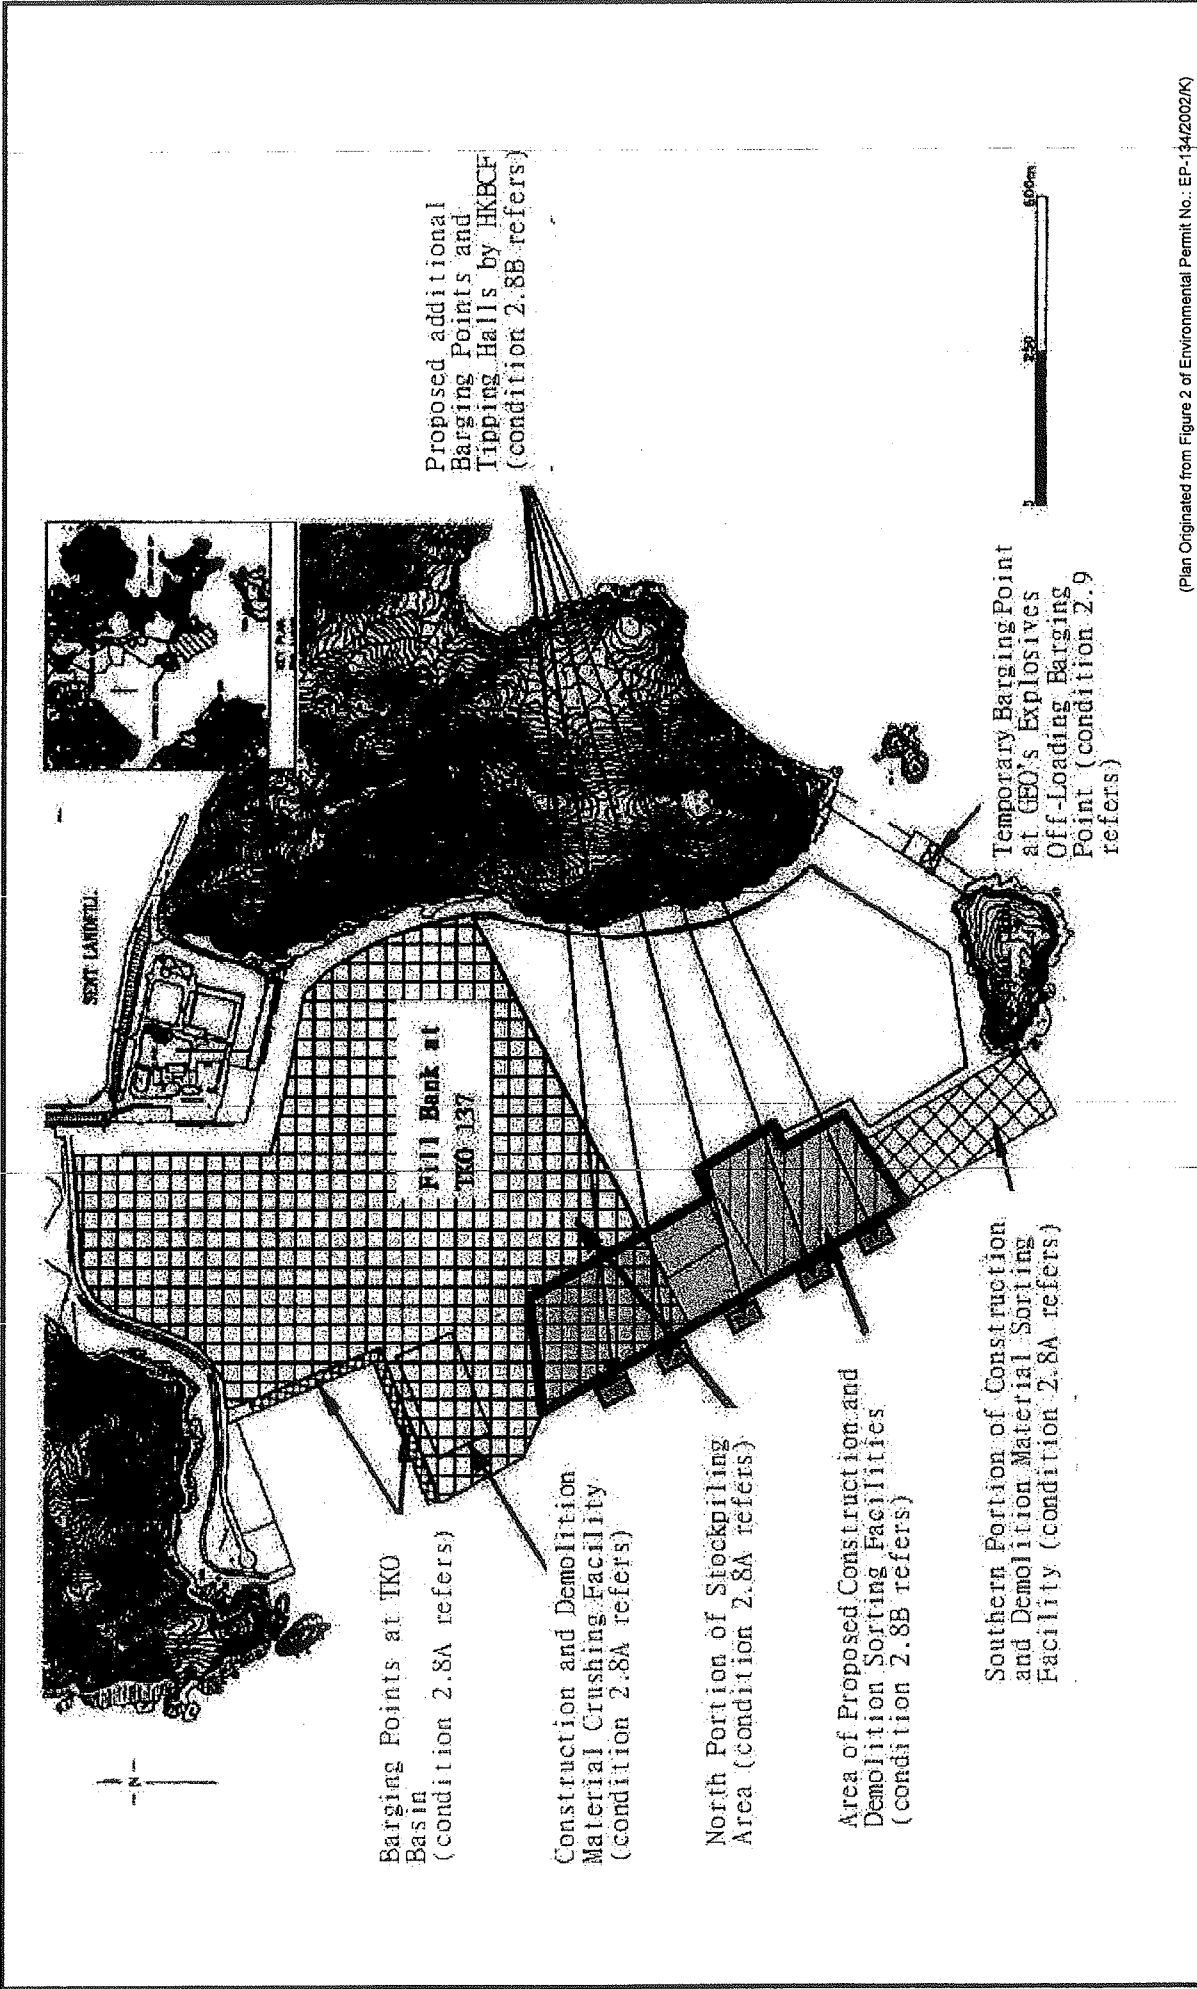 SENT LANDFILL
KEY PLAN
Fill Bank at
TKO 137
Proposed additional
Barging Points and
Tipping Halls by HKBCF
(condition 2.8B refers)
Barging Points at TKO
Basin
(condition 2.8A refers)
Construction and Demolition
Material Crushing Facility
(condition 2.8A refers)
North Portion of Stockpiling
Area (condition 2.8A refers)
Area of Proposed Construction and
Demolition Sorting Facilities
(condition 2.8B refers)
Southern Portion of Construction
and Demolition Material Sorting
Facility (condition 2.8A refers)
Temporary Barging Point
at GEO's Explosives
Off-Loading Barging
Point (condition 2.9
refers)
N
250
(Plan Originated from Figure 2 of Environmental Permit No.: EP-134/2002/K)